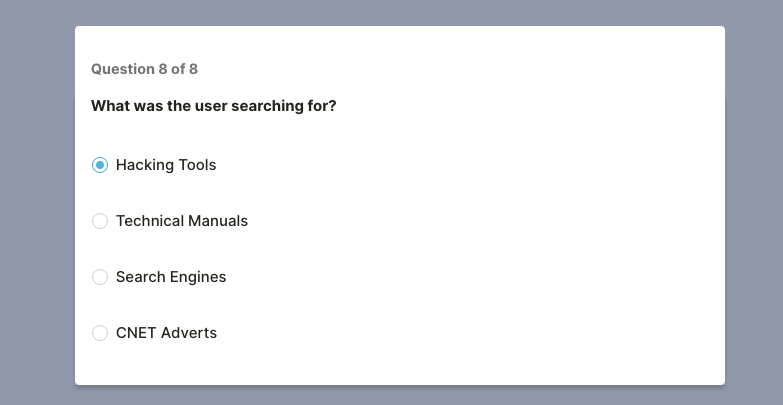 Question 8 of 8
What was the user searching for?
Hacking Tools
Technical Manuals
Search Engines
CNET Adverts